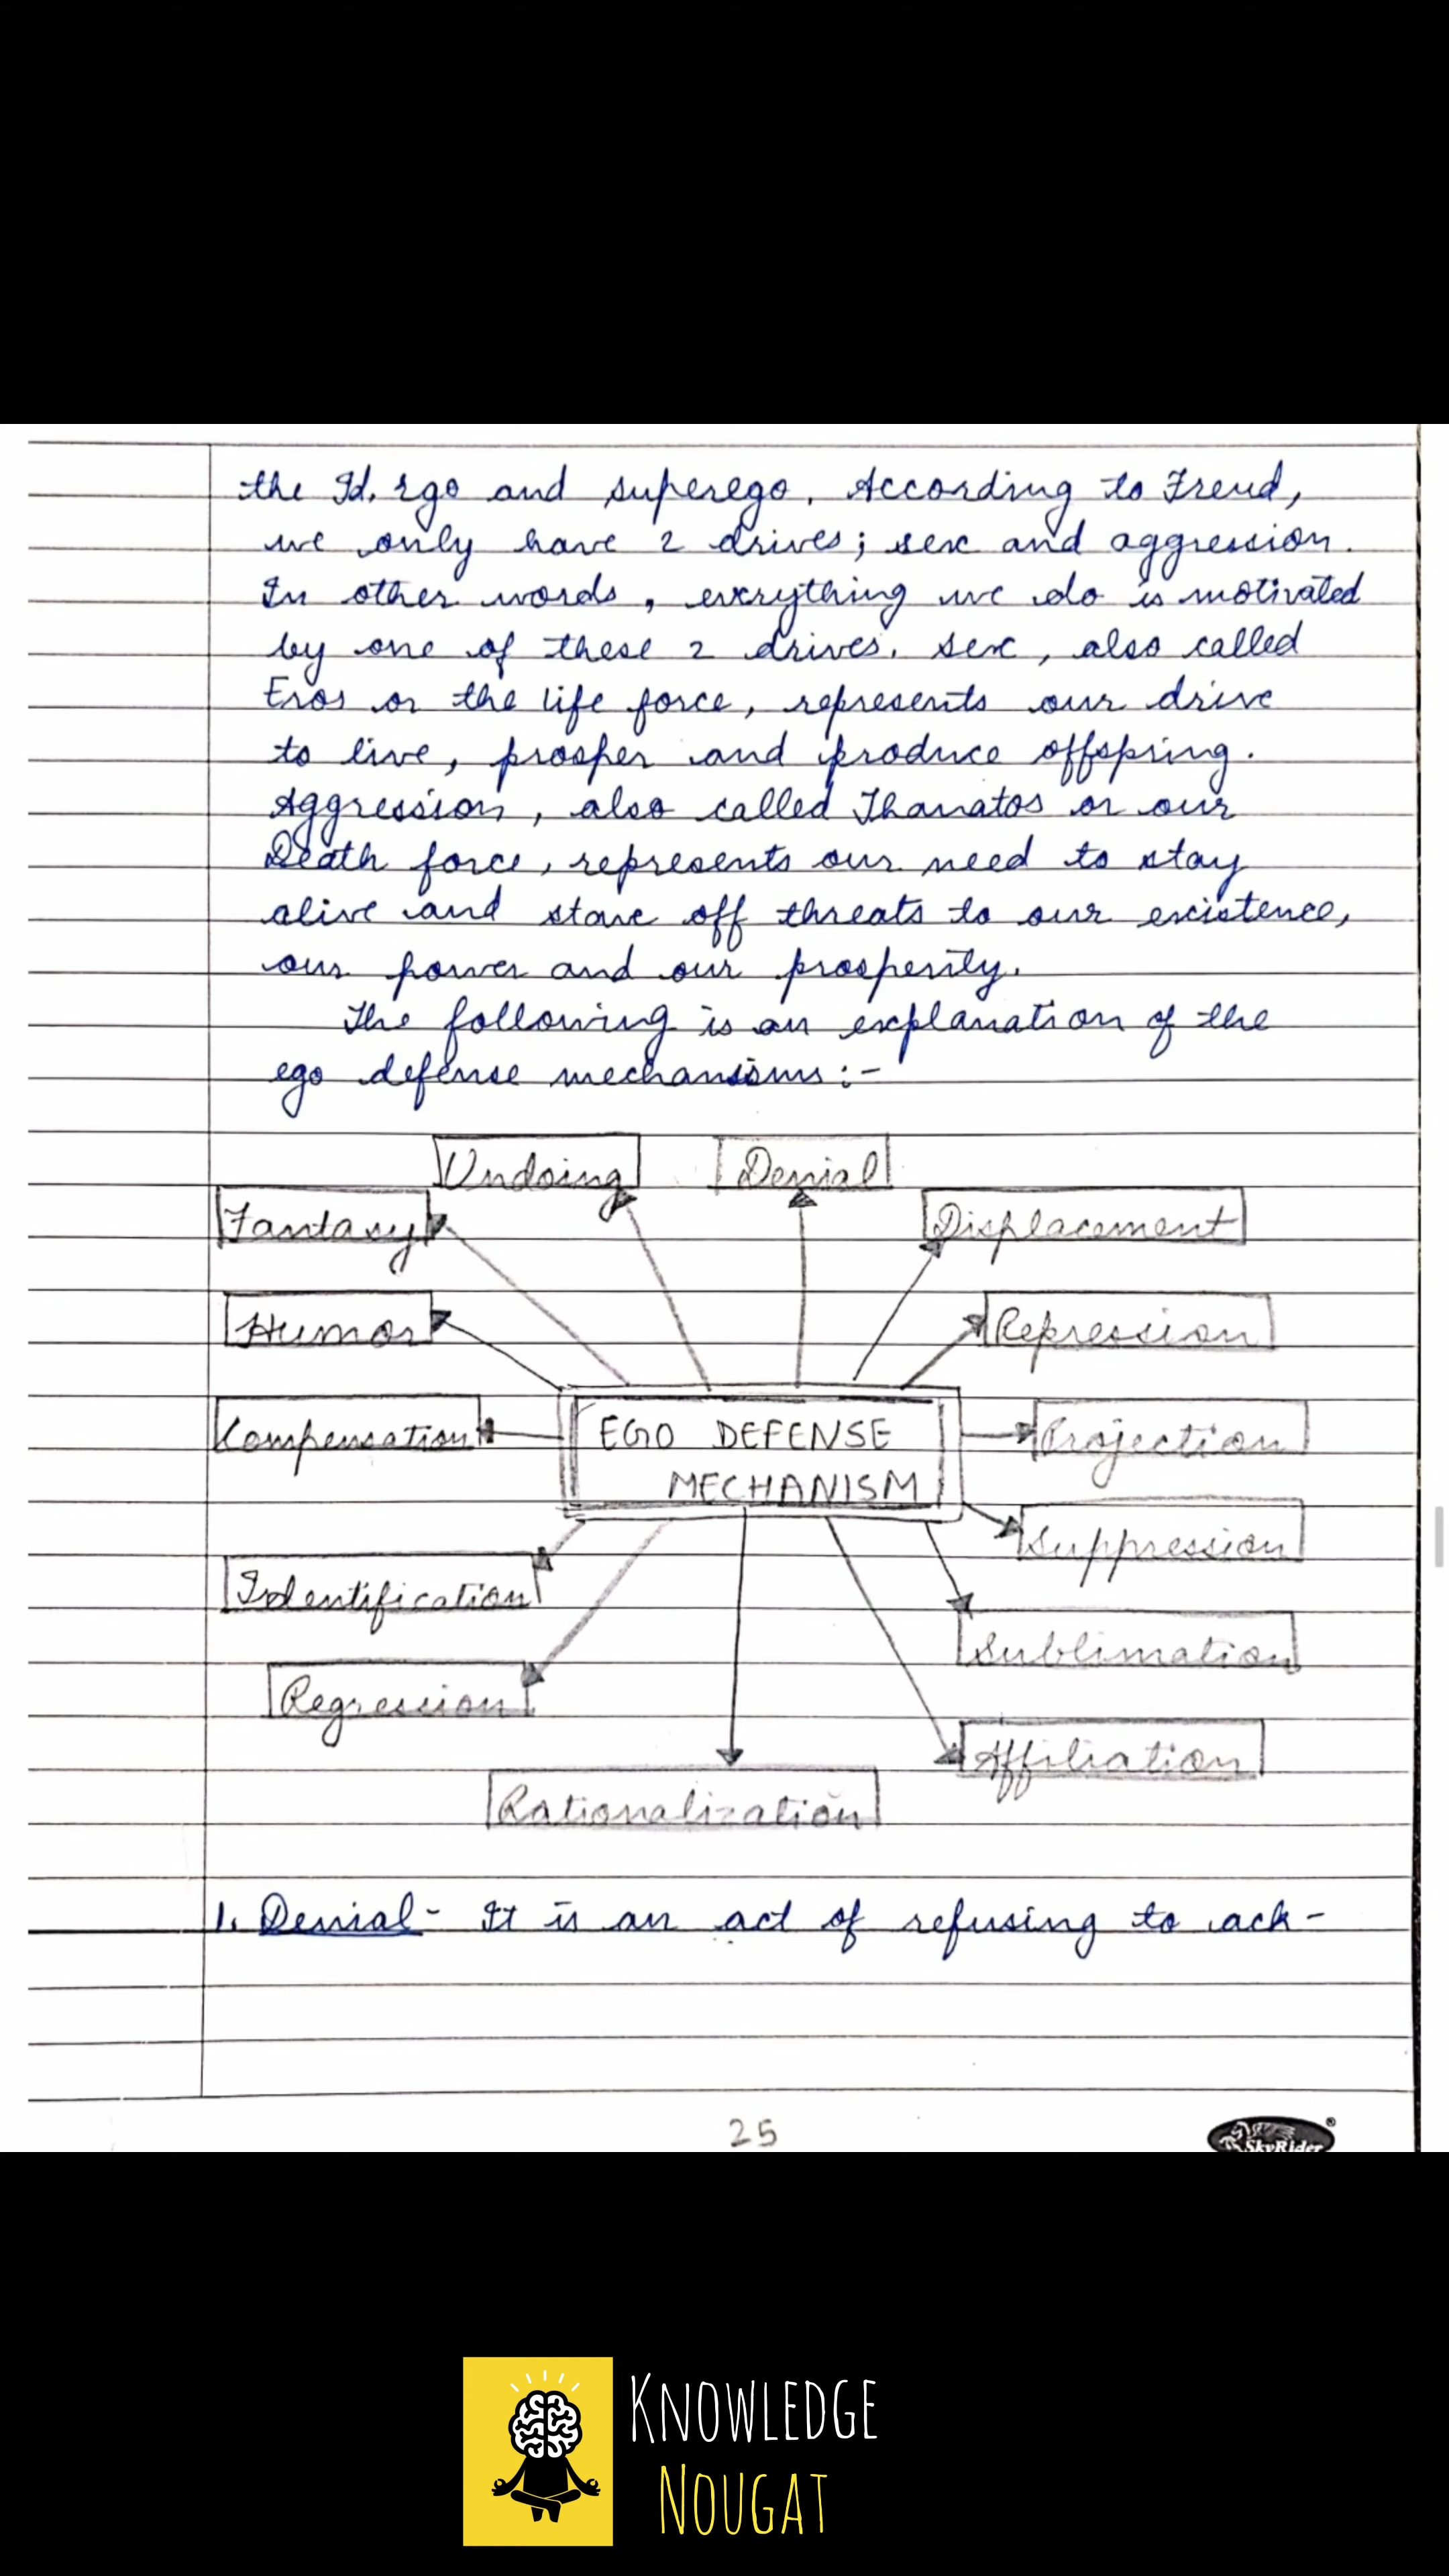 the Id, Ego and superego. According to Freud,
we only have 2 drives; sex and aggression.
In other words, everything we do is motivated
by one of these 2 drives. Sex, also called
Eros or the life force, represents our drive
to live, prosper and produce offspring.
Aggression, also called Thanatos or our
Death force, represents our need to stay
alive and stave off threats to our existence,
our power and our prosperity.
The following is an explanation of the
ego defense mechanisms:-
Undoing
Denial
Fantasy
Displacement
Humor
Repression
Compensation
EGO DEFENSE
MECHANISM
Projection
Suppression
Identification
Sublimation
Regression
Affiliation
Rationalization
1. Denial - It is an act of refusing to ack-
25
SkyRider®
KNOWLEDGE
NOUGAT